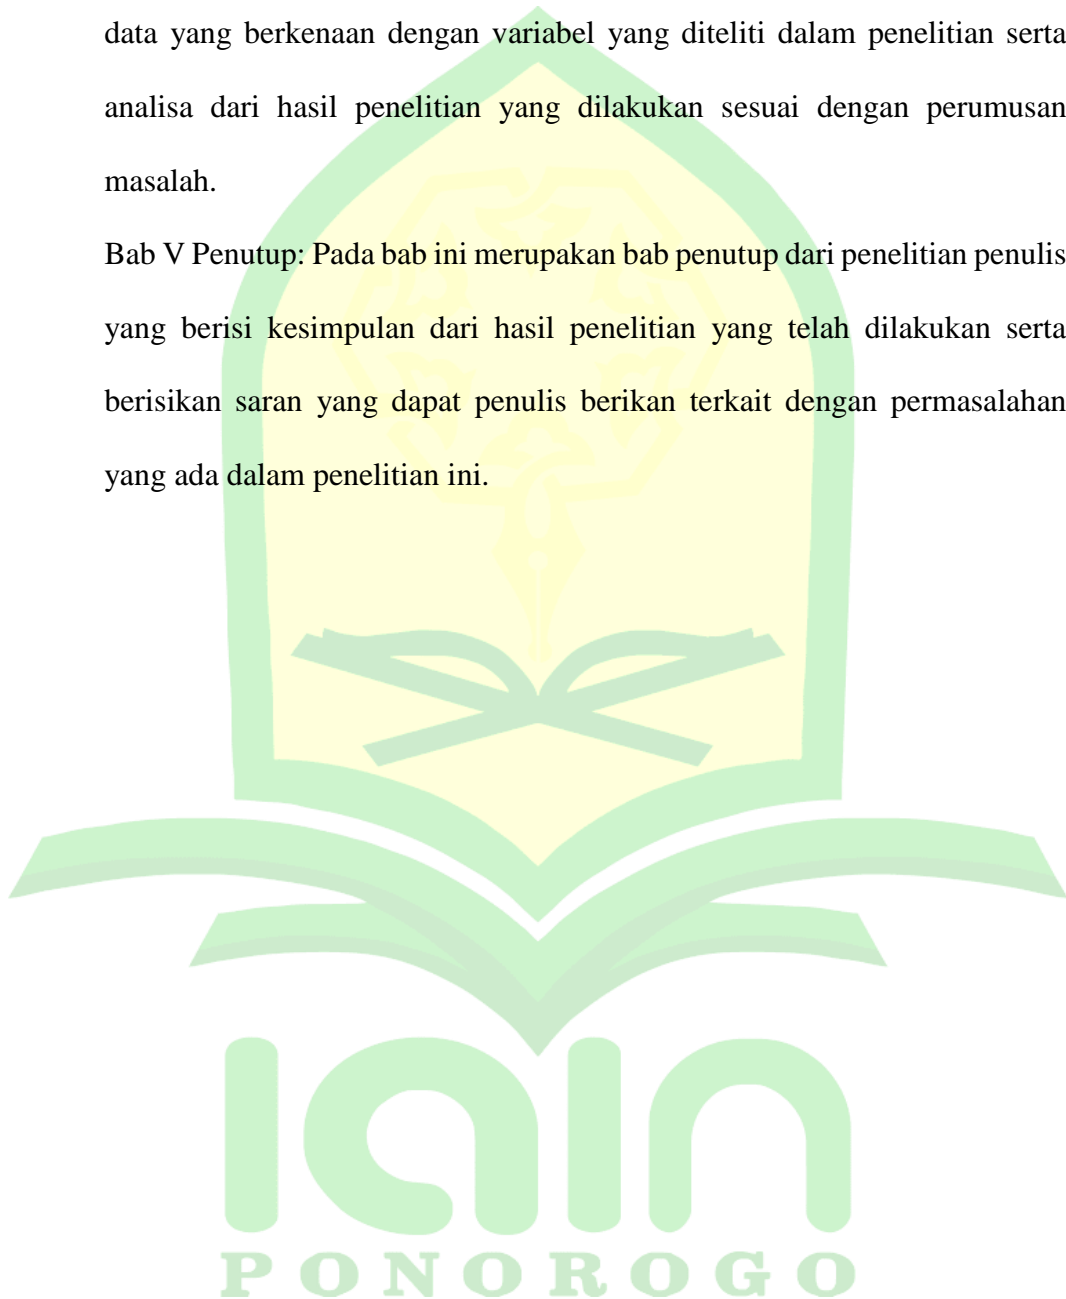 data yang berkenaan dengan variabel yang diteliti dalam penelitian serta
analisa dari hasil penelitian yang dilakukan sesuai dengan perumusan
masalah.
Bab V Penutup: Pada bab ini merupakan bab penutup dari penelitian penulis
yang berisi kesimpulan dari hasil penelitian yang telah dilakukan serta
berisikan saran yang dapat penulis berikan terkait dengan permasalahan
yang ada dalam penelitian ini.
IAIN
PONOROGO